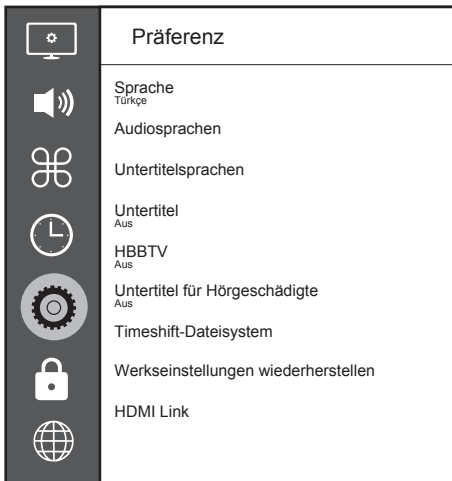 Präferenz
Sprache
Türkçe
Audiosprachen
Untertitelsprachen
Untertitel
Aus
HBBTV
Aus
Untertitel für Hörgeschädigte
Aus
Timeshift-Dateisystem
Werkseinstellungen wiederherstellen
HDMI Link